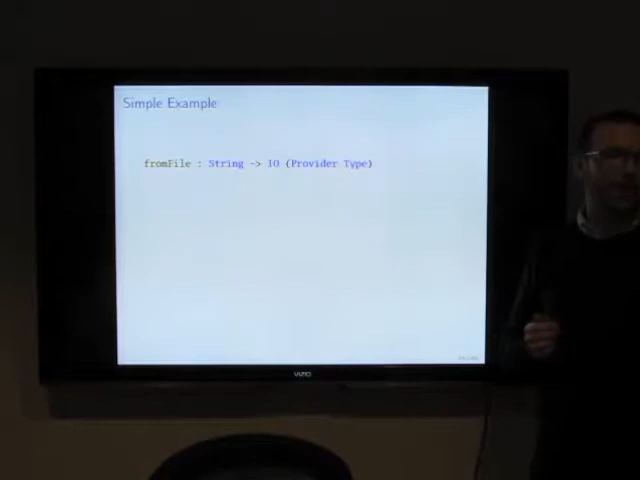 Simple Example
fromFile : String -> IO (Provider Type)
VIZIO